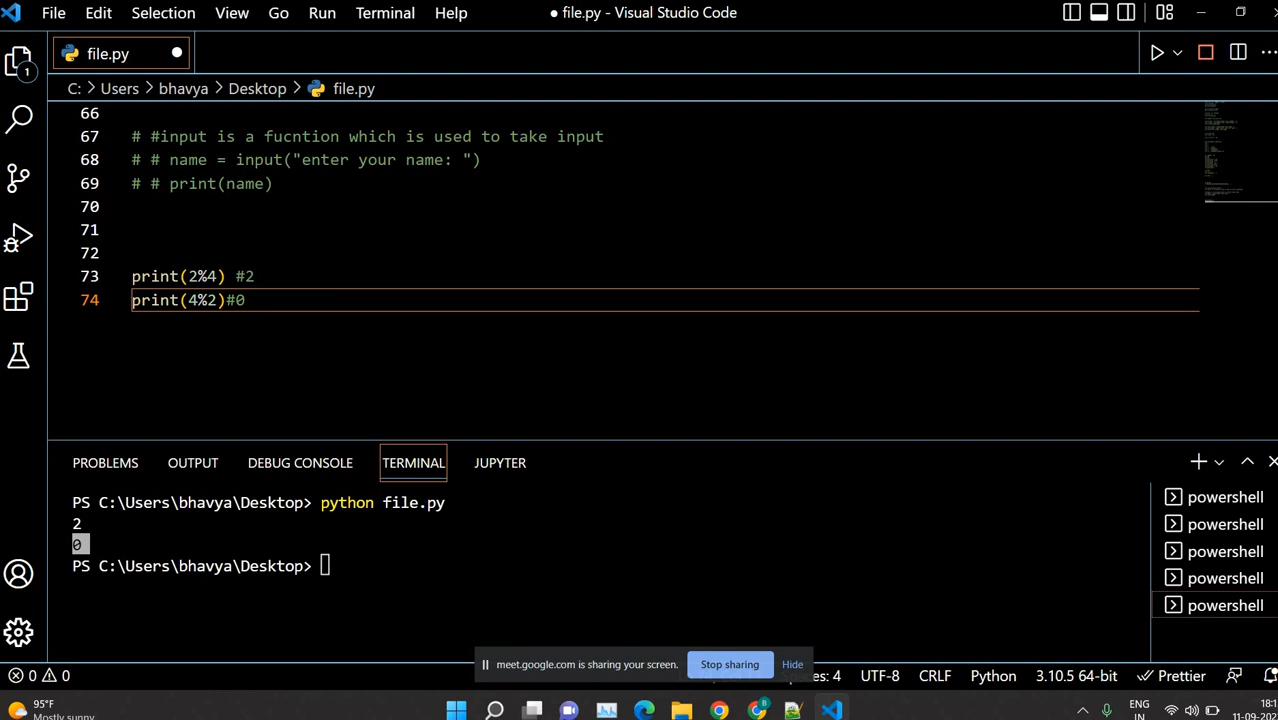 File Edit Selection View Go Run Terminal Help ● file.py - Visual Studio Code
file.py
1
C: > Users > bhavya > Desktop > file.py
66
67 # #input is a fucntion which is used to take input
68 # # name = input("enter your name: ")
69 # # print(name)
70
71
72
73 print(2%4) #2
74 print(4%2)#0
PROBLEMS OUTPUT DEBUG CONSOLE TERMINAL JUPYTER
PS C:\Users\bhavya\Desktop> python file.py
2
0
PS C:\Users\bhavya\Desktop>
powershell
powershell
powershell
powershell
powershell
meet.google.com is sharing your screen. Stop sharing Hide
0 0 4 UTF-8 CRLF Python 3.10.5 64-bit Prettier
95°F
Mostly sunny
ENG
IN